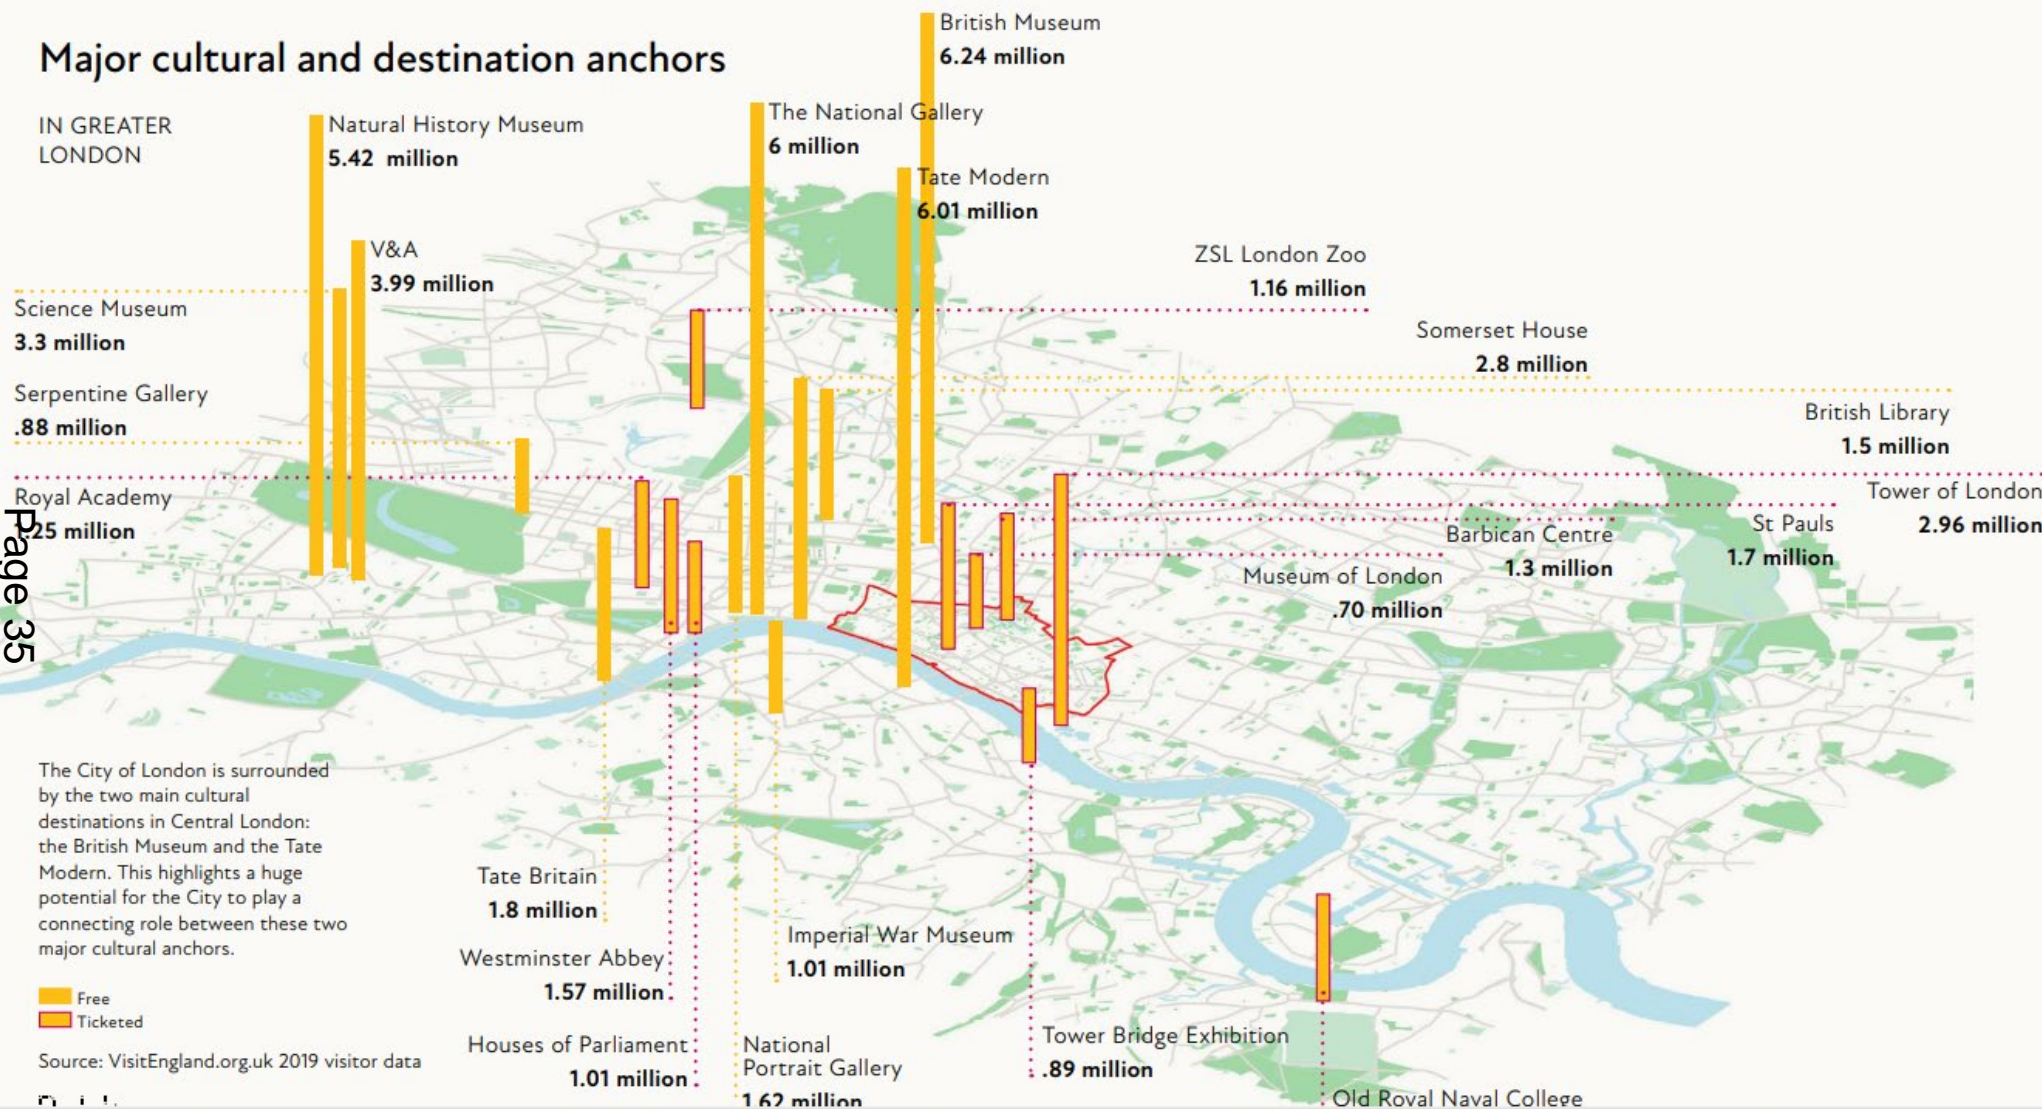 Major cultural and destination anchors
IN GREATER
LONDON
British Museum
6.24 million
Natural History Museum
5.42 million
The National Gallery
6 million
Tate Modern
6.01 million
V&A
3.99 million
ZSL London Zoo
1.16 million
Science Museum
3.3 million
Somerset House
2.8 million
Serpentine Gallery
.88 million
British Library
1.5 million
Royal Academy
.25 million
Tower of London
2.96 million
St Pauls
1.7 million
Barbican Centre
1.3 million
Museum of London
.70 million
Page 35
The City of London is surrounded
by the two main cultural
destinations in Central London:
the British Museum and the Tate
Modern. This highlights a huge
potential for the City to play a
connecting role between these two
major cultural anchors.
Tate Britain
1.8 million
Westminster Abbey
1.57 million
Imperial War Museum
1.01 million
Houses of Parliament
1.01 million
National
Portrait Gallery
1.62 million
Tower Bridge Exhibition
.89 million
Old Royal Naval College
Free
Ticketed
Source: VisitEngland.org.uk 2019 visitor data